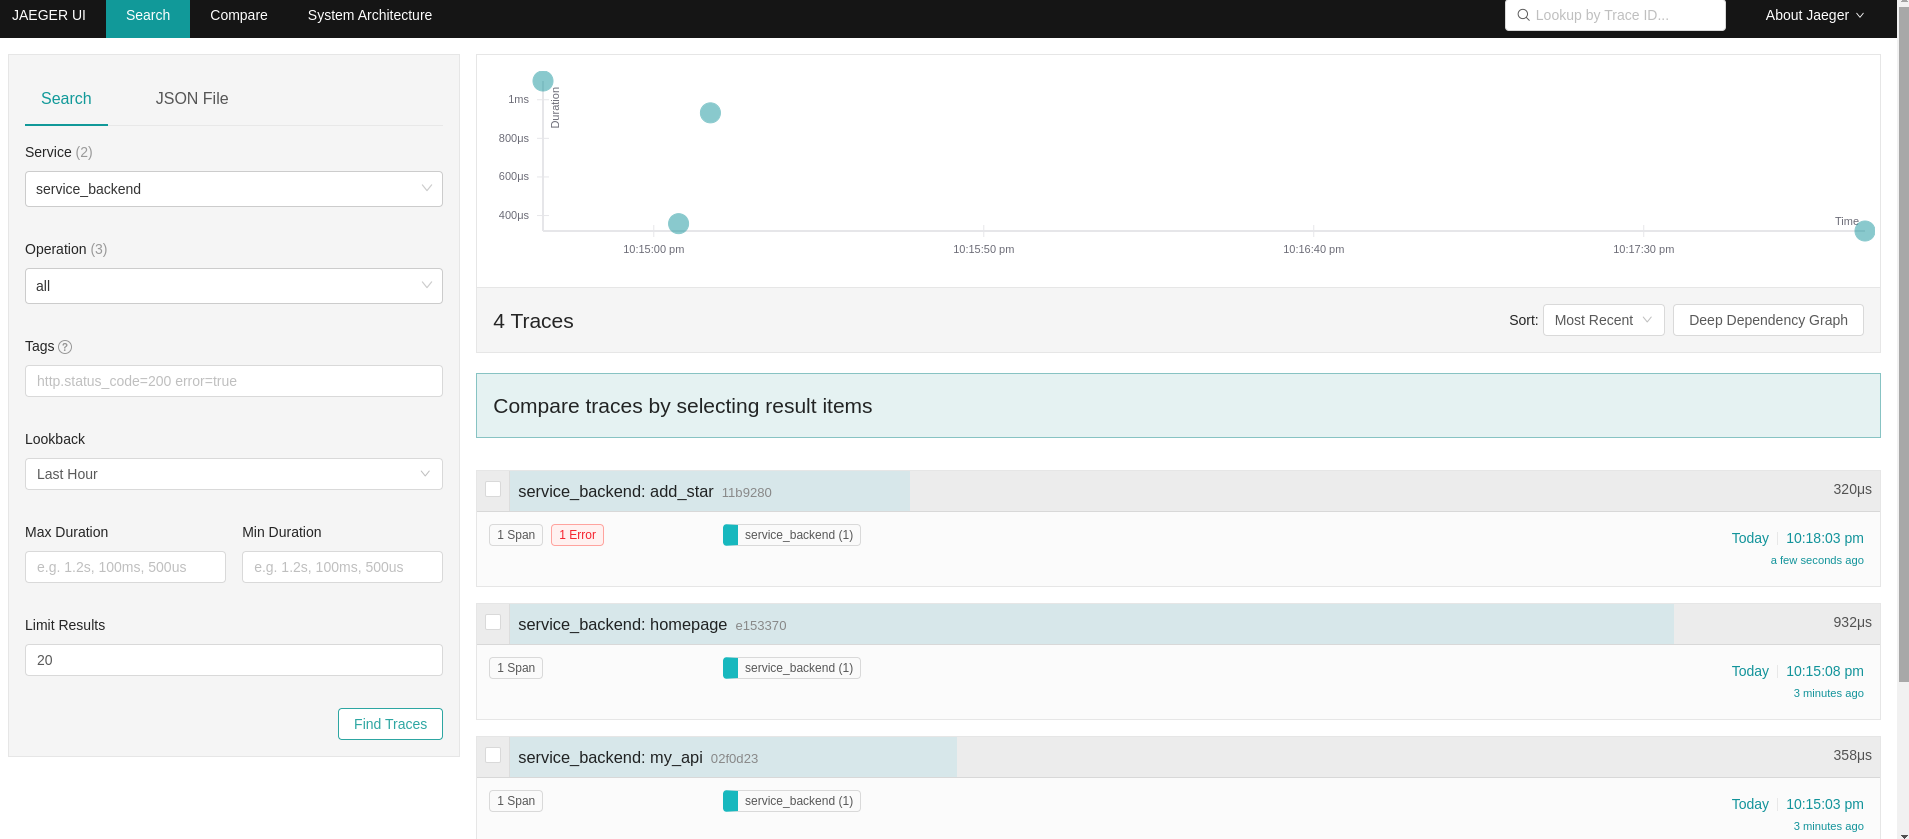 JAEGER UI Search Compare System Architecture Lookup by Trace ID... About Jaeger
Search JSON File
Service (2)
service_backend
Operation (3)
all
Tags ?
http.status_code=200 error=true
Lookback
Last Hour
Max Duration Min Duration
e.g. 1.2s, 100ms, 500us e.g. 1.2s, 100ms, 500us
Limit Results
20
Find Traces
Duration
1ms
800μs
600μs
400μs
Time
10:15:00 pm 10:15:50 pm 10:16:40 pm 10:17:30 pm
4 Traces Sort: Most Recent Deep Dependency Graph
Compare traces by selecting result items
service_backend: add_star 11b9280 320μs
1 Span 1 Error service_backend (1) Today 10:18:03 pm
a few seconds ago
service_backend: homepage e153370 932μs
1 Span service_backend (1) Today 10:15:08 pm
3 minutes ago
service_backend: my_api 02f0d23 358μs
1 Span service_backend (1) Today 10:15:03 pm
3 minutes ago